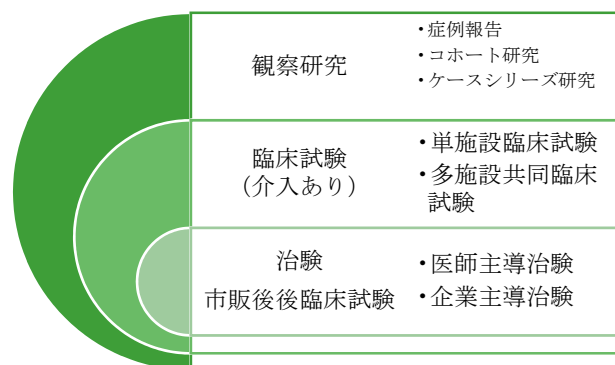 観察研究
・症例報告
・コホート研究
・ケースシリーズ研究
臨床試験
（介入あり）
・単施設臨床試験
・多施設共同臨床
試験
治験
市販後後臨床試験
・医師主導治験
・企業主導治験